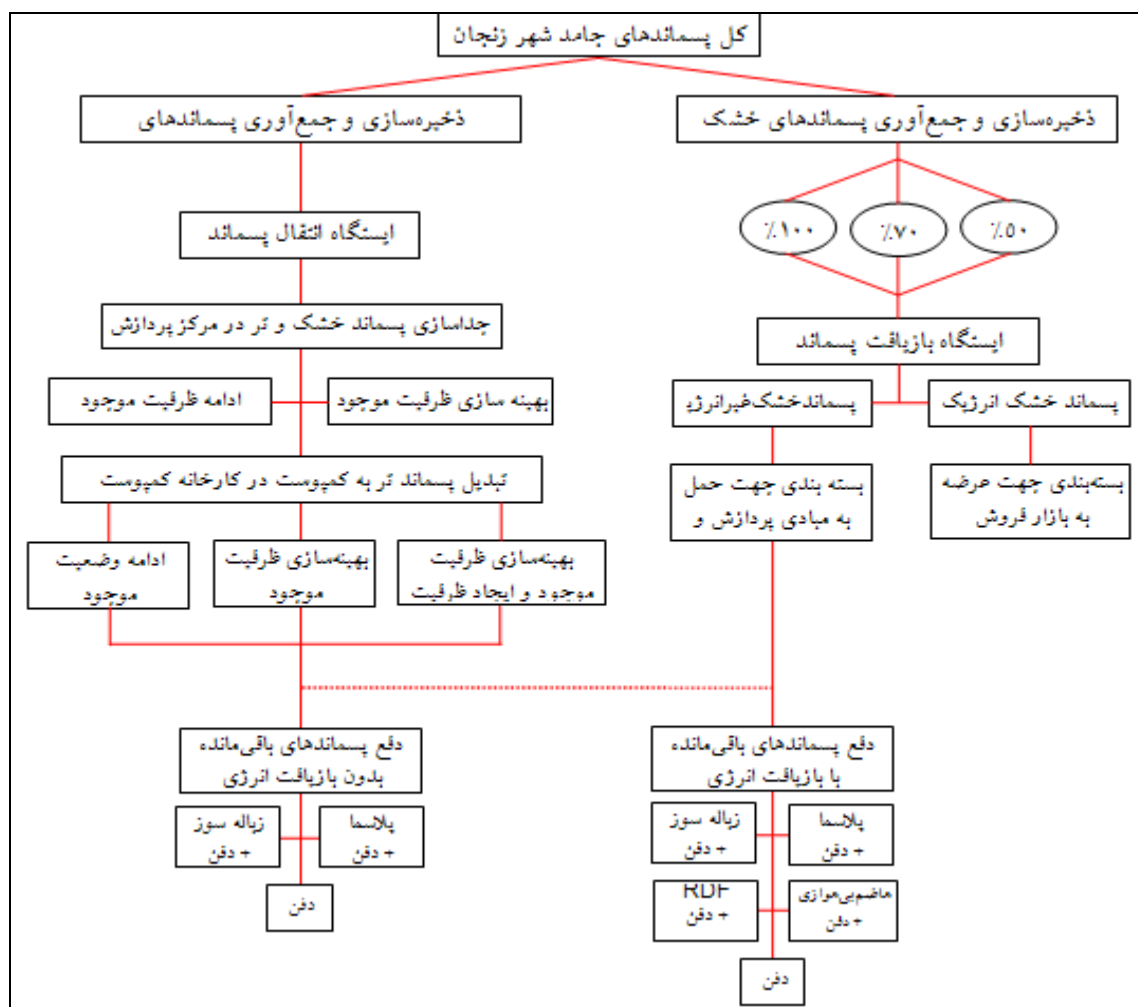 کل پسماندهای جامد شهر زنجان
ذخیره‌سازی و جمع‌آوری پسماندهای خشک
ذخیره‌سازی و جمع‌آوری پسماندهای
٪۵۰
٪۷۰
٪۱۰۰
ایستگاه انتقال پسماند
ایستگاه بازیافت پسماند
جداسازی پسماند خشک و تر در مرکز پردازش
پسماند خشک انرژیک
پسماندخشک‌غیرانرژی
بهینه سازی ظرفیت موجود
ادامه ظرفیت موجود
بسته‌بندی جهت عرضه
به بازار فروش
بسته بندی جهت حمل
به مبادی پردازش و
تبدیل پسماند تر به کمپوست در کارخانه کمپوست
بهینه‌سازی ظرفیت
موجود و ایجاد ظرفیت
بهینه‌سازی ظرفیت
موجود
ادامه وضعیت
موجود
دفع پسماندهای باقی‌مانده
با بازیافت انرژی
دفع پسماندهای باقی‌مانده
بدون بازیافت انرژی
پلاسما
+ دفن
زباله سوز
+ دفن
پلاسما
+ دفن
زباله سوز
+ دفن
هاضم‌بی‌هوازی
+ دفن
RDF
+ دفن
دفن
دفن